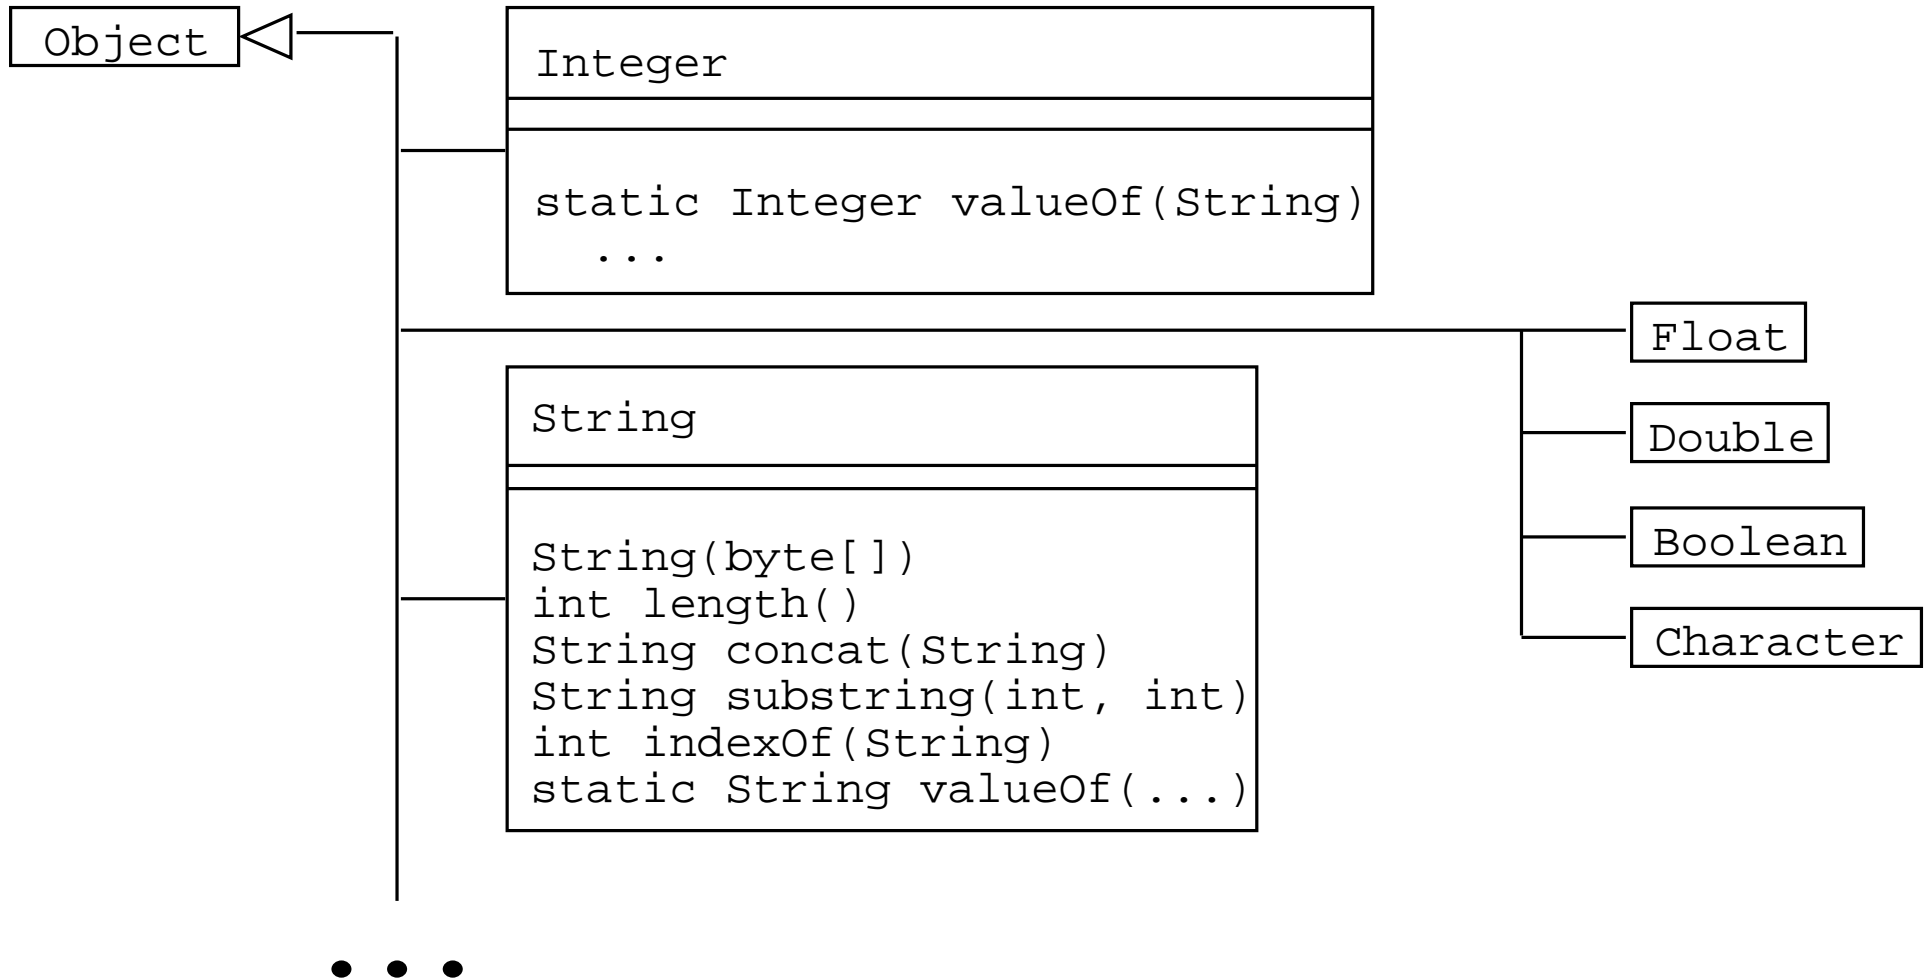 Object
Integer
static Integer valueOf(String)
...
Float
String
Double
Boolean
String(byte[])
int length()
String concat(String)
String substring(int, int)
int indexOf(String)
static String valueOf(...)
Character
...